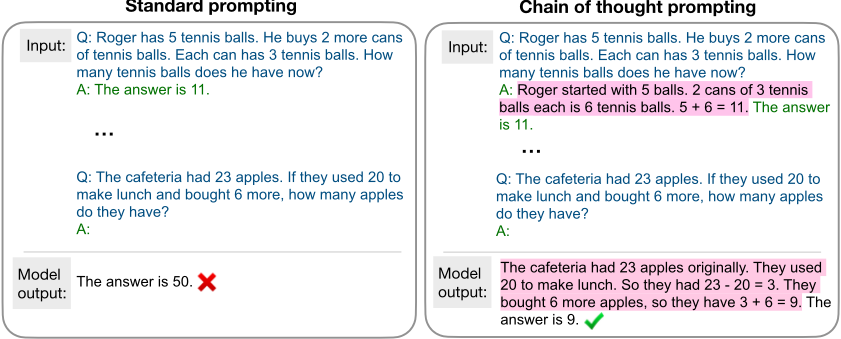 Standard prompting
Input:
Q: Roger has 5 tennis balls. He buys 2 more cans
of tennis balls. Each can has 3 tennis balls. How
many tennis balls does he have now?
A: The answer is 11.
...
Q: The cafeteria had 23 apples. If they used 20 to
make lunch and bought 6 more, how many apples
do they have?
A:
Model
output:
The answer is 50.
Chain of thought prompting
Input:
Q: Roger has 5 tennis balls. He buys 2 more cans
of tennis balls. Each can has 3 tennis balls. How
many tennis balls does he have now?
A: Roger started with 5 balls. 2 cans of 3 tennis
balls each is 6 tennis balls. 5 + 6 = 11. The answer
is 11.
...
Q: The cafeteria had 23 apples. If they used 20 to
make lunch and bought 6 more, how many apples
do they have?
A:
Model
output:
The cafeteria had 23 apples originally. They used
20 to make lunch. So they had 23 - 20 = 3. They
bought 6 more apples, so they have 3 + 6 = 9. The
answer is 9.